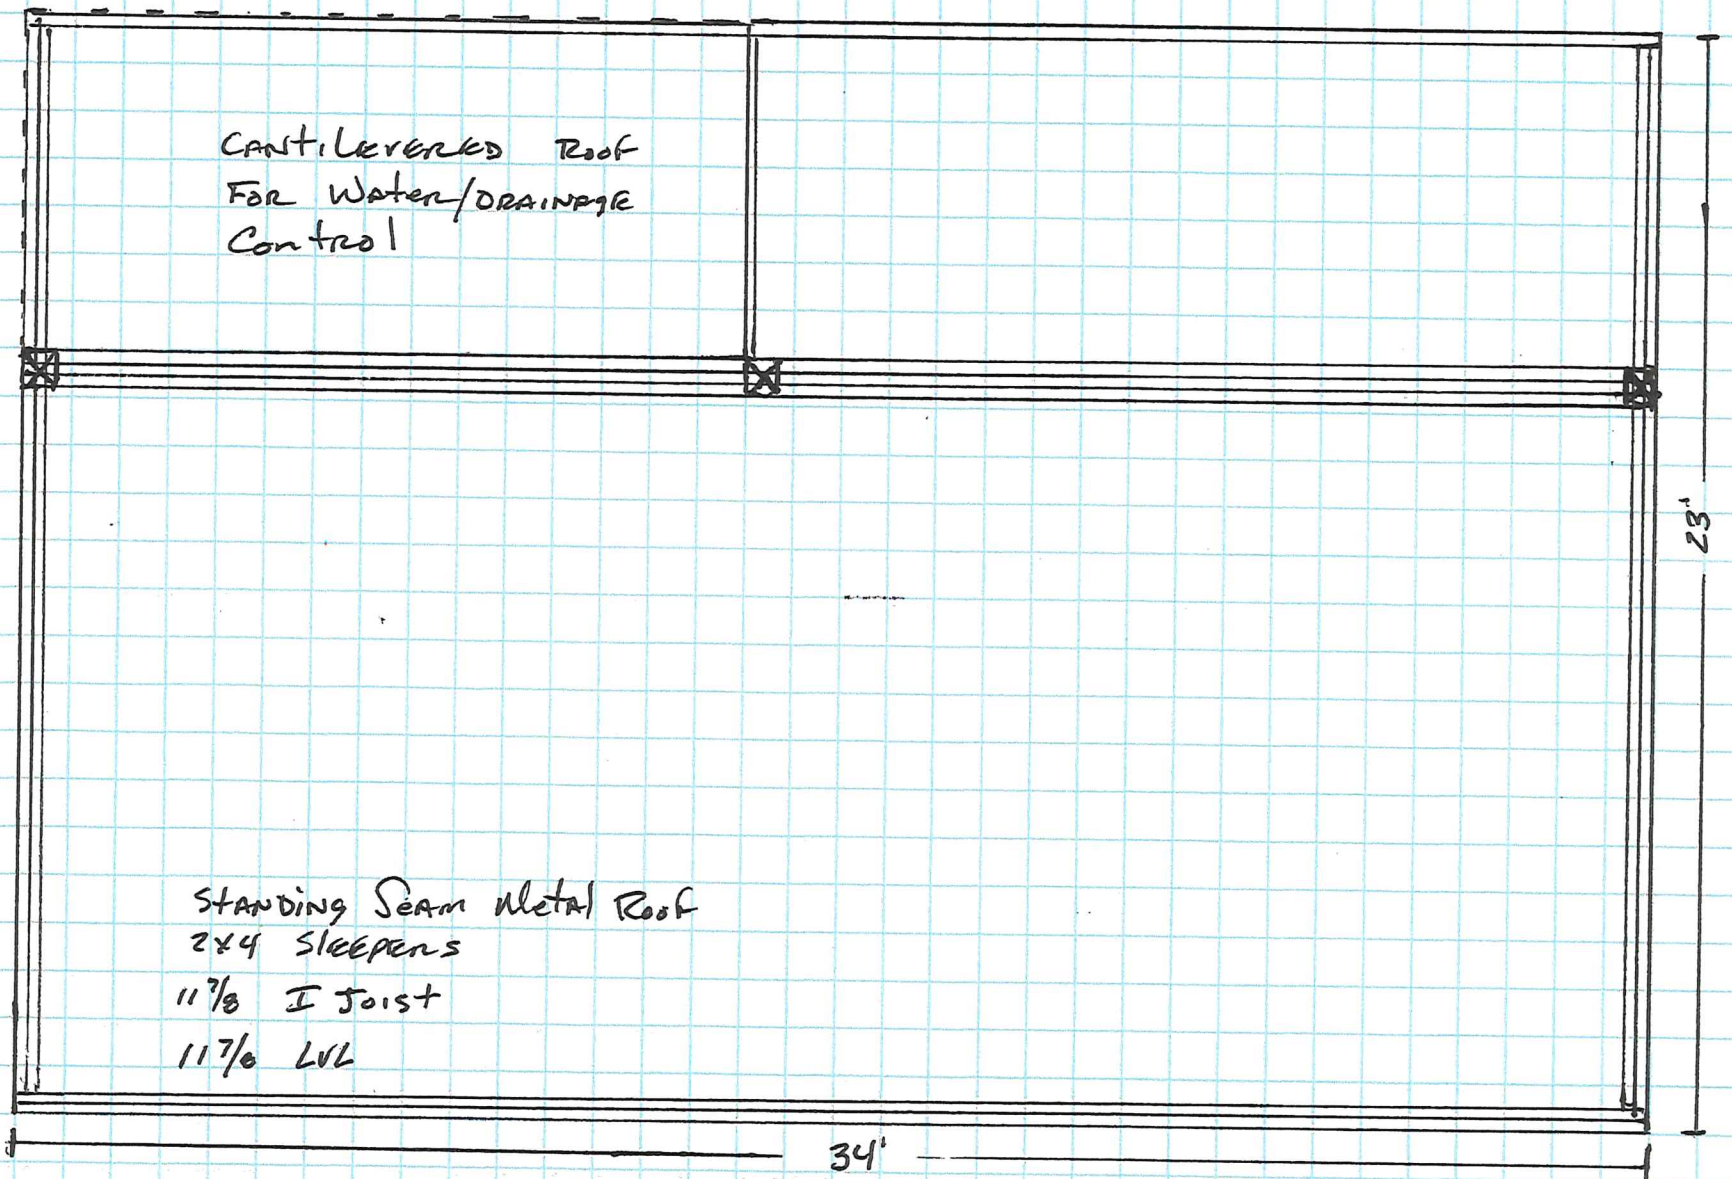 CANTILEVERED ROOF
FOR WATER/DRAINAGE
CONTROL
23'
STANDING SEAM METAL ROOF
2x4 SLEEPERS
11 7/8 I JOIST
11 7/8 LVL
34'